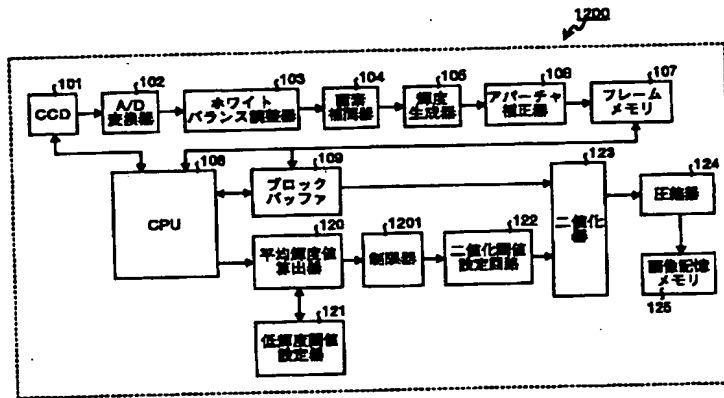 1200
101
102
103
104
105
106
107
CCD
A/D
変換器
ホワイト
バランス調整器
画素
補間器
輝度
生成器
アパーチャ
補正器
フレーム
メモリ
108
CPU
109
ブロック
バッファ
123
二値化
器
124
圧縮器
120
平均輝度値
算出器
1201
制限器
122
二値化閾値
設定回路
画像記憶
メモリ
125
121
低輝度閾値
設定器